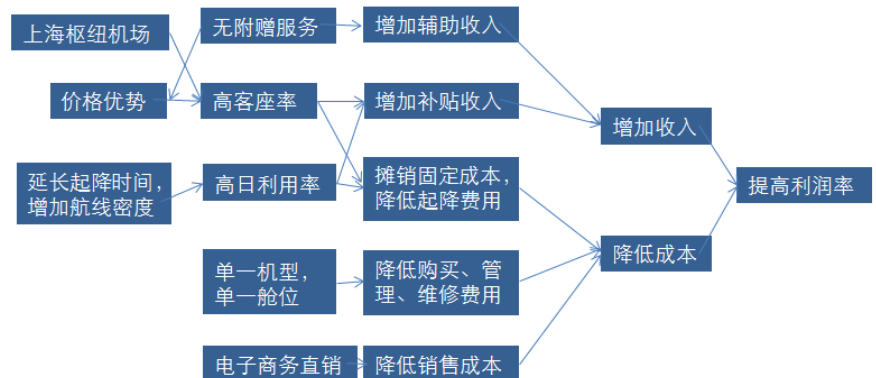 上海枢纽机场
无附赠服务
增加辅助收入
价格优势
高客座率
增加补贴收入
增加收入
延长起降时间，
增加航线密度
高日利用率
摊销固定成本，
降低起降费用
提高利润率
单一机型，
单一舱位
降低购买、管
理、维修费用
降低成本
电子商务直销
降低销售成本